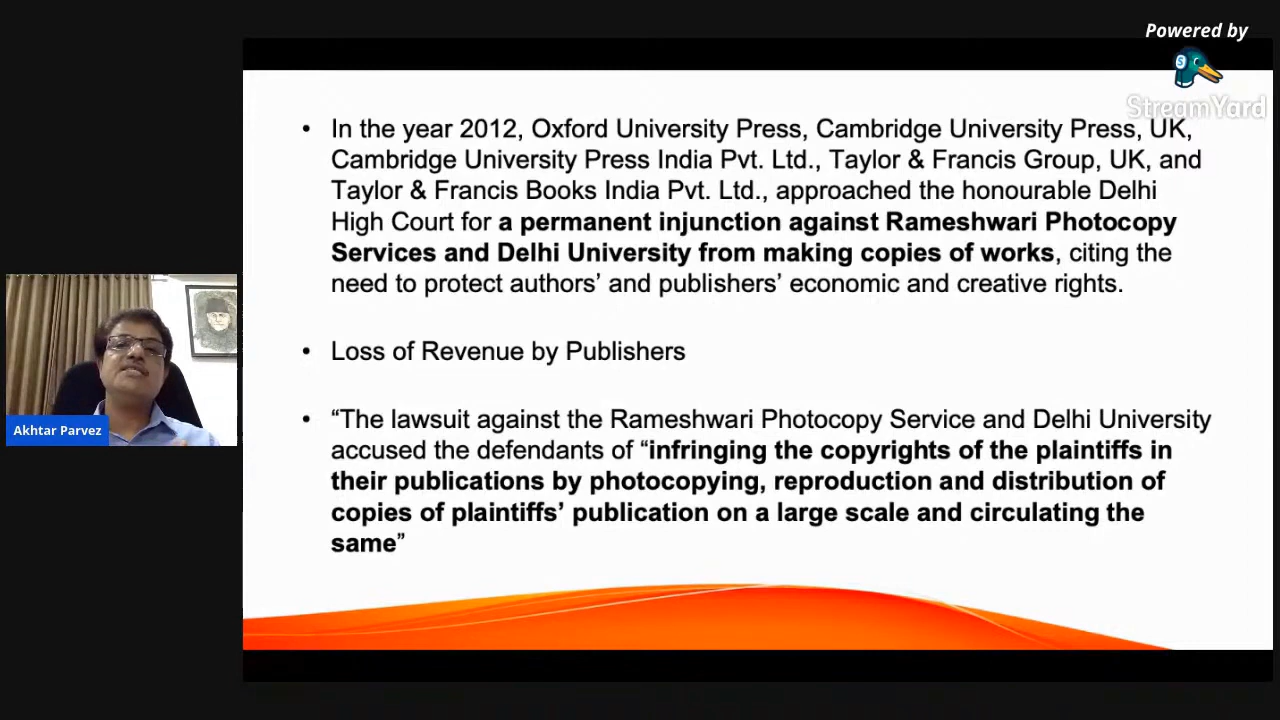 Powered by
StreamYard
• In the year 2012, Oxford University Press, Cambridge University Press, UK,
Cambridge University Press India Pvt. Ltd., Taylor & Francis Group, UK, and
Taylor & Francis Books India Pvt. Ltd., approached the honourable Delhi
High Court for a permanent injunction against Rameshwari Photocopy
Services and Delhi University from making copies of works, citing the
need to protect authors’ and publishers’ economic and creative rights.
• Loss of Revenue by Publishers
• “The lawsuit against the Rameshwari Photocopy Service and Delhi University
accused the defendants of “infringing the copyrights of the plaintiffs in
their publications by photocopying, reproduction and distribution of
copies of plaintiffs’ publication on a large scale and circulating the
same”
Akhtar Parvez